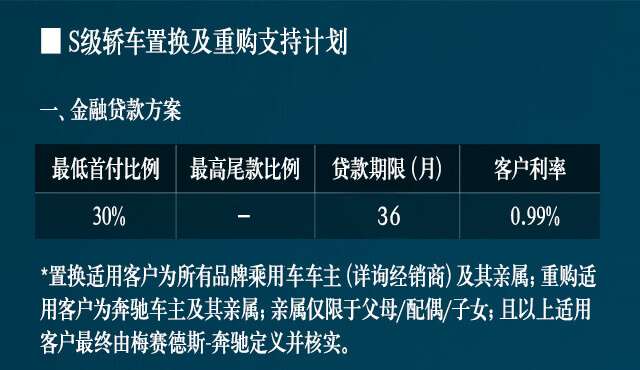 ■ S级轿车置换及重购支持计划
一、金融贷款方案
最低首付比例 最高尾款比例 贷款期限（月） 客户利率
30% – 36 0.99%
*置换适用客户为所有品牌乘用车车主（详询经销商）及其亲属；重购适
用客户为奔驰车主及其亲属；亲属仅限于父母/配偶/子女；且以上适用
客户最终由梅赛德斯-奔驰定义并核实。